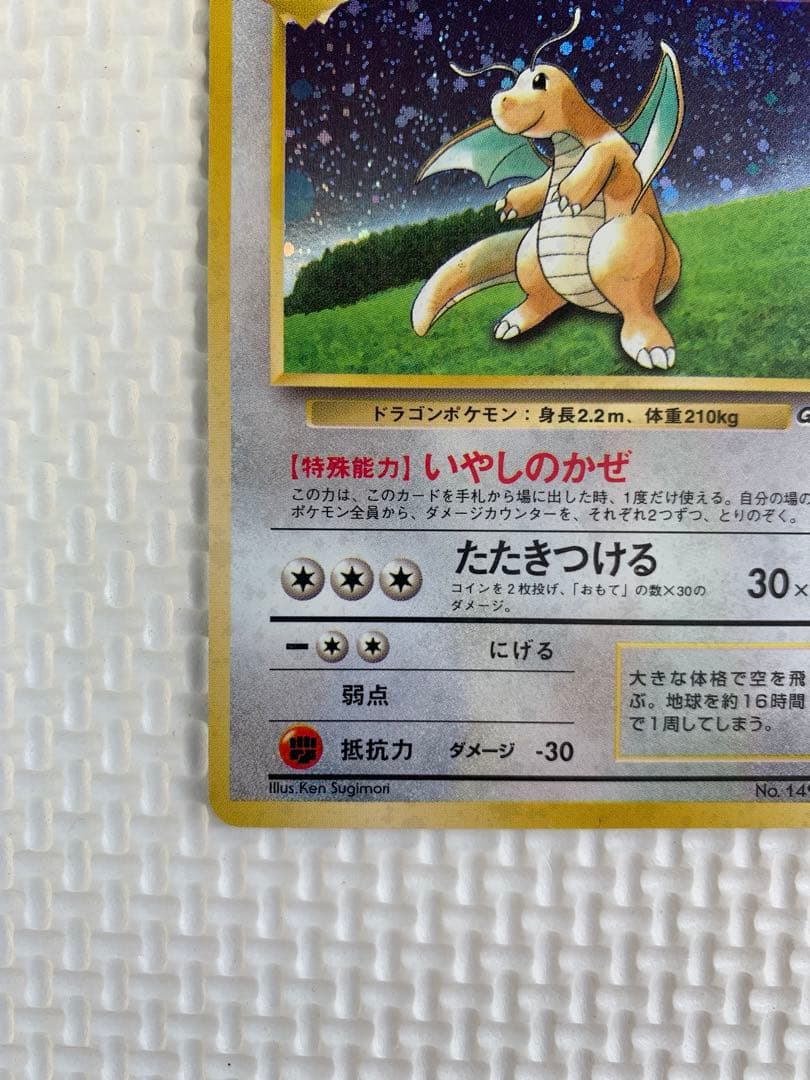 ドラゴンポケモン：身長2.2m、体重210kg
【特殊能力】いやしのかぜ
この力は、このカードを手札から場に出した時、1度だけ使える。自分の場の
ポケモン全員から、ダメージカウンターを、それぞれ2つずつ、とりのぞく。
たたきつける
30×
コインを2枚投げ、「おもて」の数×30の
ダメージ。
にげる
弱点
抵抗力 ダメージ -30
大きな体格で空を飛
ぶ。地球を約16時間
で1周してしまう。
Illus.Ken Sugimori
No. 149